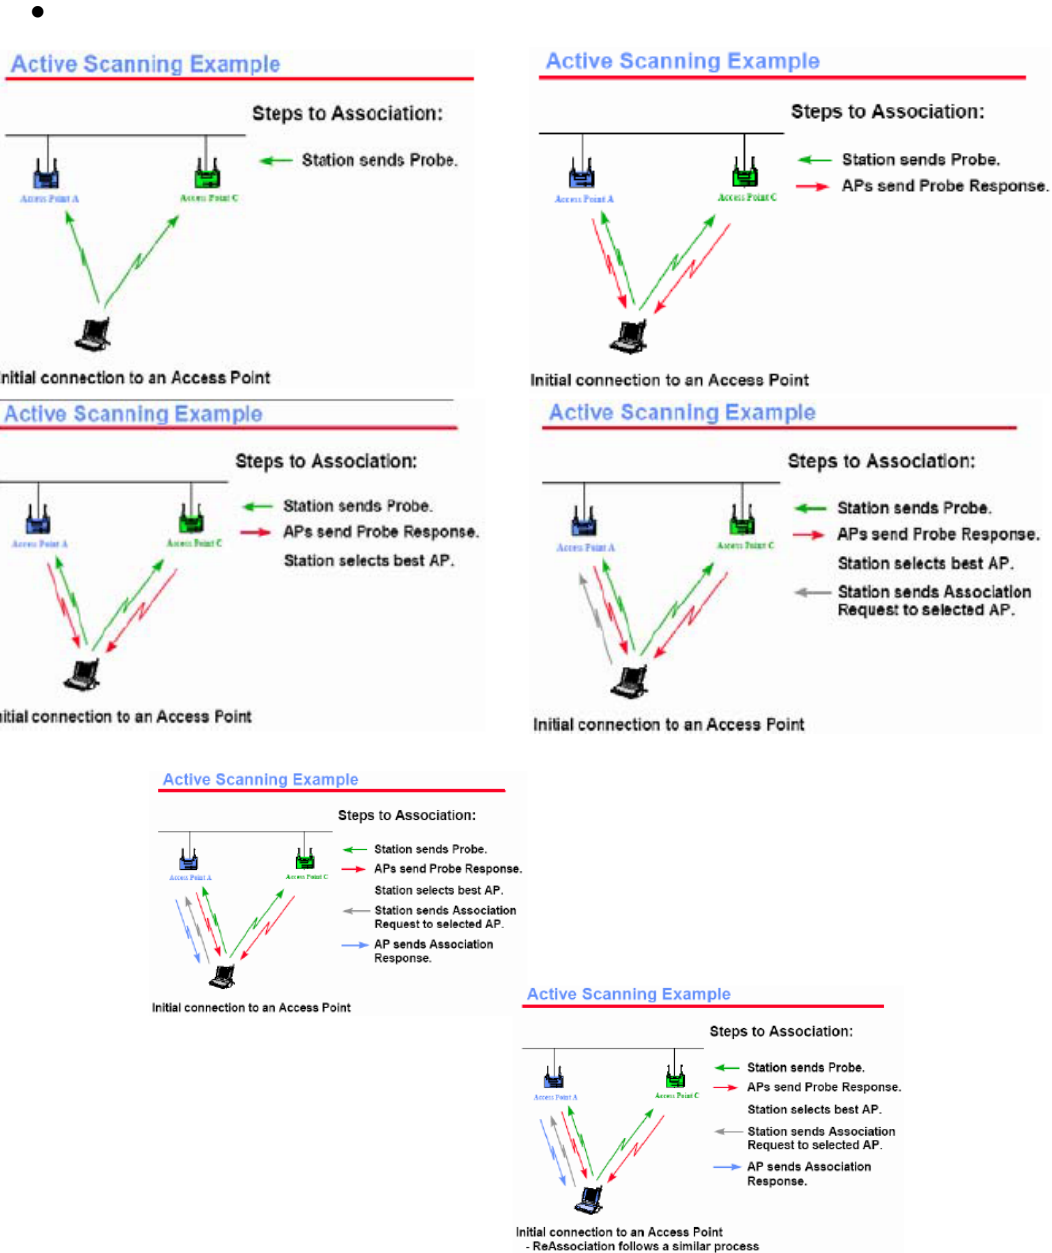 ●
Active Scanning Example
Steps to Association:
Station sends Probe.
Access Point A
Access Point C
nitial connection to an Access Point
Active Scanning Example
Steps to Association:
Station sends Probe.
APs send Probe Response.
Access Point A
Access Point C
Initial connection to an Access Point
Active Scanning Example
Steps to Association:
Station sends Probe.
APs send Probe Response.
Station selects best AP.
Access Point A
Access Point C
nitial connection to an Access Point
Active Scanning Example
Steps to Association:
Station sends Probe.
APs send Probe Response.
Station selects best AP.
Station sends Association
Request to selected AP.
Access Point A
Access Point C
Initial connection to an Access Point
Active Scanning Example
Steps to Association:
Station sends Probe.
APs send Probe Response.
Station selects best AP.
Station sends Association
Request to selected AP.
AP sends Association
Response.
Access Point A
Access Point C
Initial connection to an Access Point
Active Scanning Example
Steps to Association:
Station sends Probe.
APs send Probe Response.
Station selects best AP.
Station sends Association
Request to selected AP.
AP sends Association
Response.
Access Point A
Access Point C
Initial connection to an Access Point
- ReAssociation follows a similar process